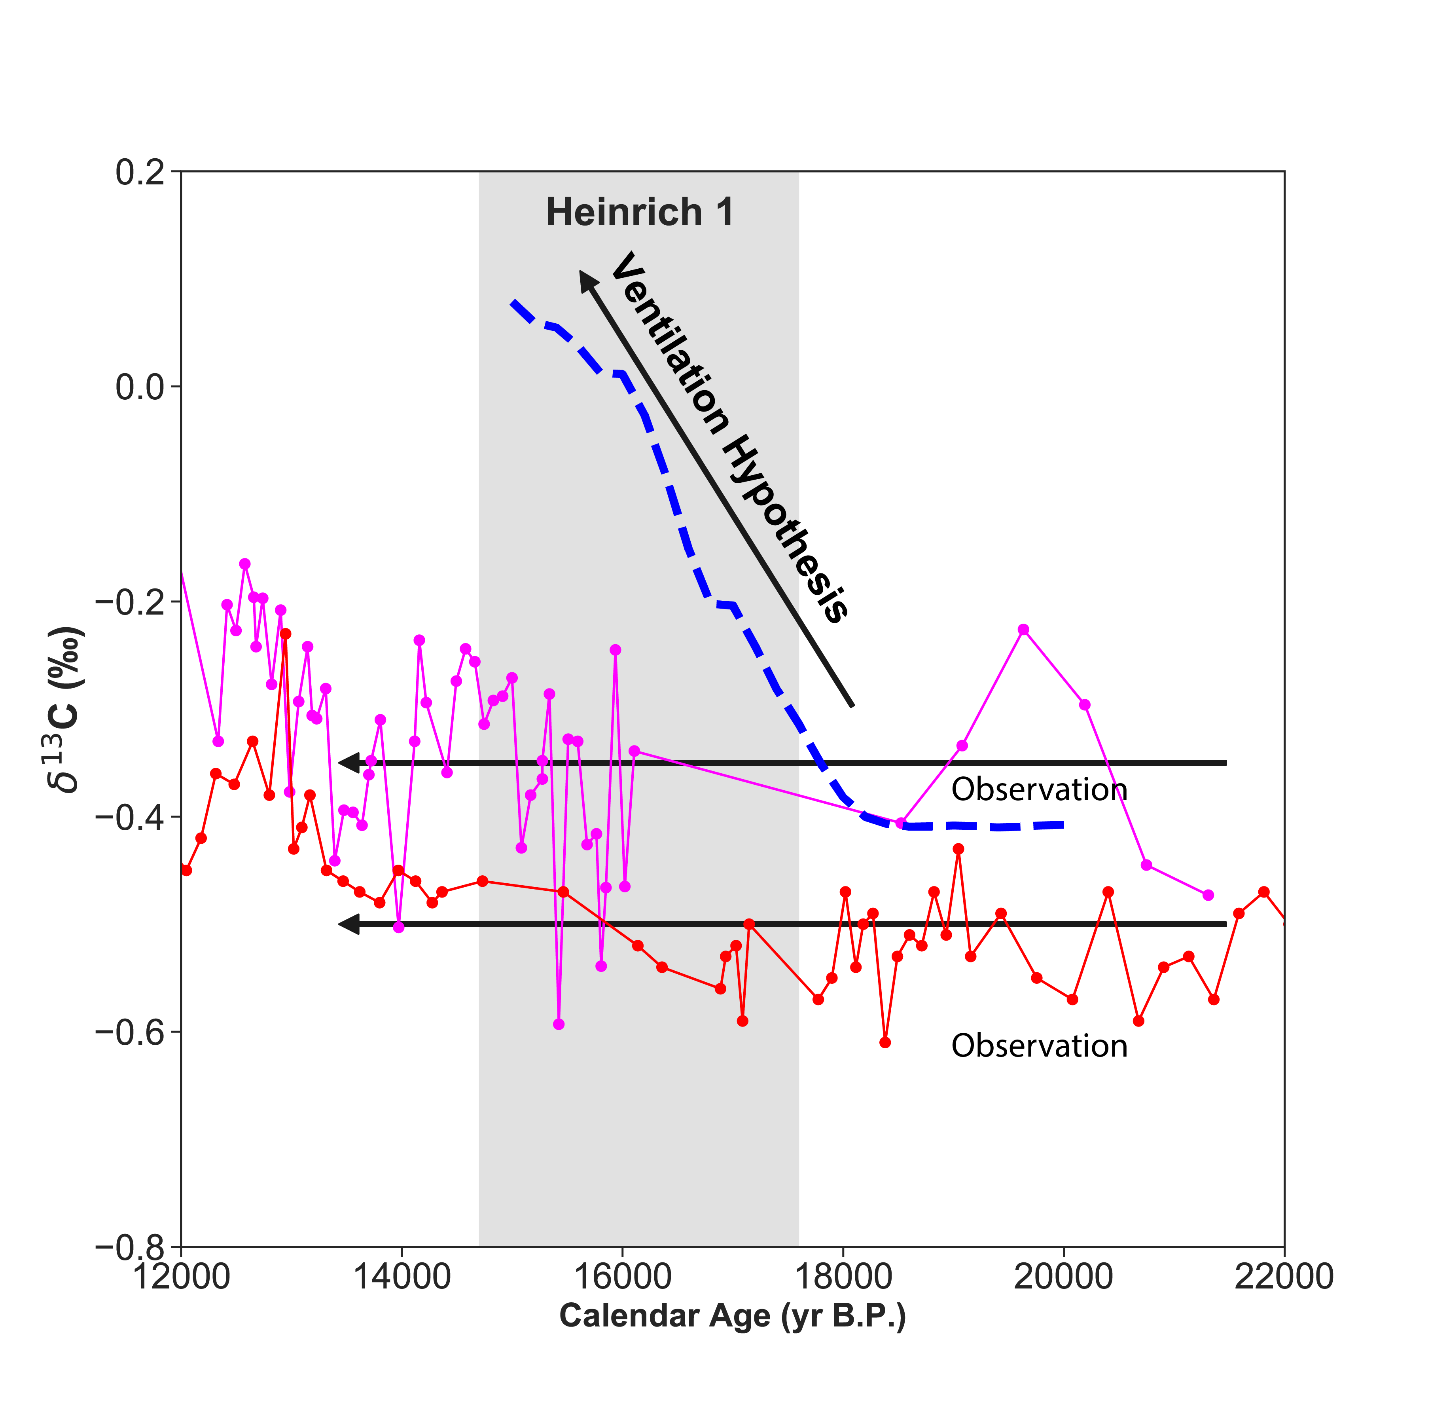 0.2
Heinrich 1
Ventilation Hypothesis
0.0
−0.2
δ¹³C (‰)
Observation
−0.4
Observation
−0.6
−0.8
12000 14000 16000 18000 20000 22000
Calendar Age (yr B.P.)